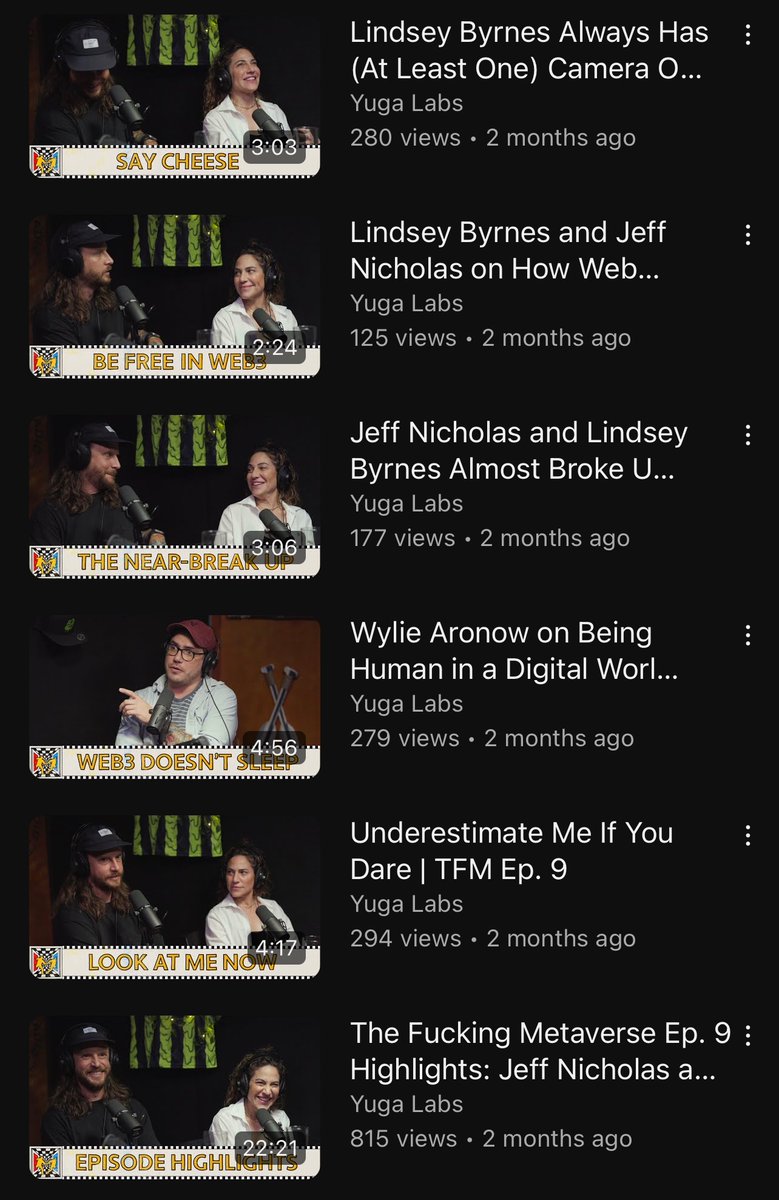 Lindsey Byrnes Always Has
(At Least One) Camera O...
Yuga Labs
280 views • 2 months ago
3:03
SAY CHEESE
Lindsey Byrnes and Jeff
Nicholas on How Web...
Yuga Labs
125 views • 2 months ago
2:24
BE FREE IN WEB3
Jeff Nicholas and Lindsey
Byrnes Almost Broke U...
Yuga Labs
177 views • 2 months ago
3:06
THE NEAR-BREAK UP
Wylie Aronow on Being
Human in a Digital Worl...
Yuga Labs
279 views • 2 months ago
4:56
WEB3 DOESN'T SLEEP
Underestimate Me If You
Dare | TFM Ep. 9
Yuga Labs
294 views • 2 months ago
4:17
LOOK AT ME NOW
The Fucking Metaverse Ep. 9
Highlights: Jeff Nicholas a...
Yuga Labs
815 views • 2 months ago
22:21
EPISODE HIGHLIGHTS